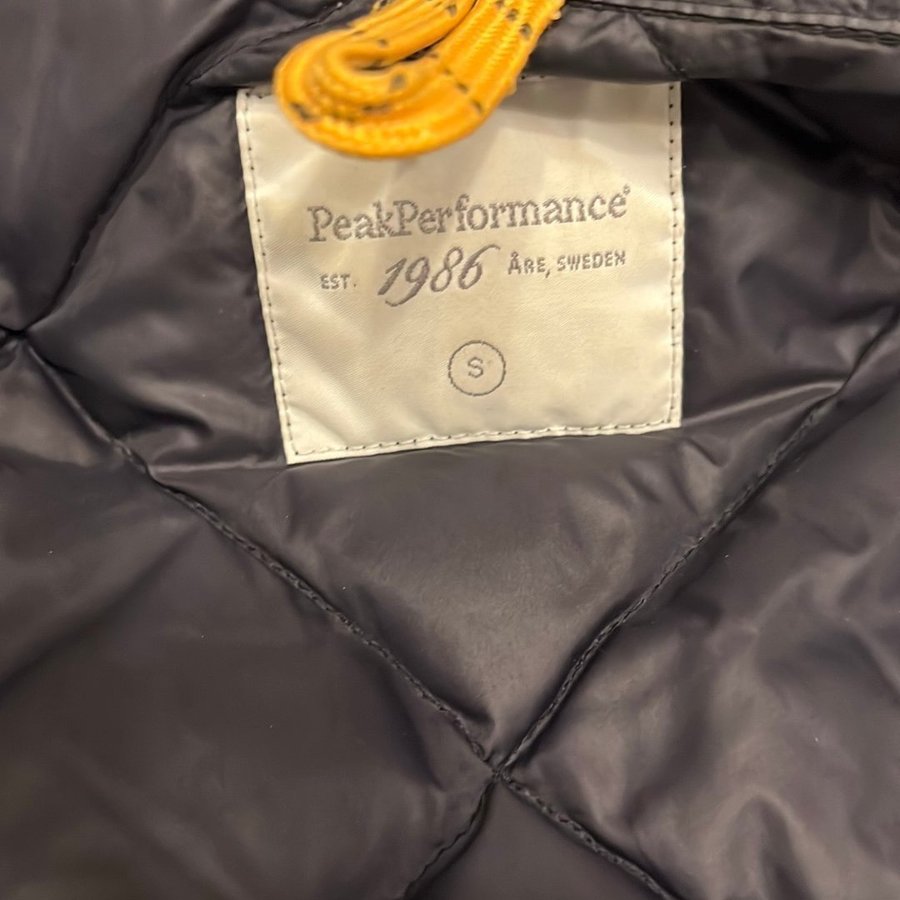 PeakPerformance®
EST. 1986 ÅRE, SWEDEN
S